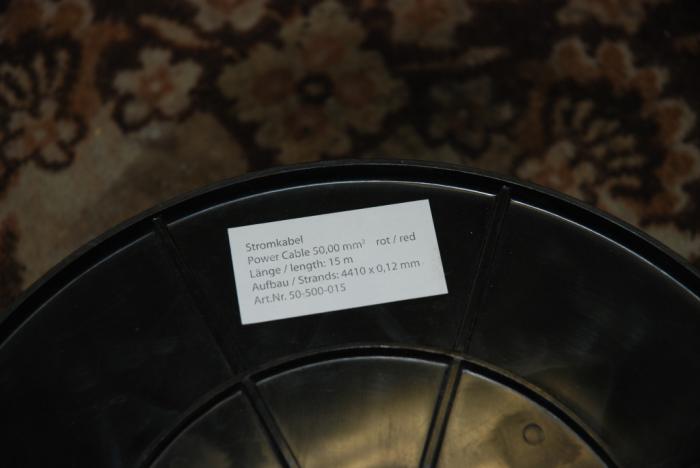 Stromkabel
Power Cable 50,00 mm² rot / red
Länge / length: 15 m
Aufbau / Strands: 4410 x 0,12 mm
Art.Nr. 50-500-015